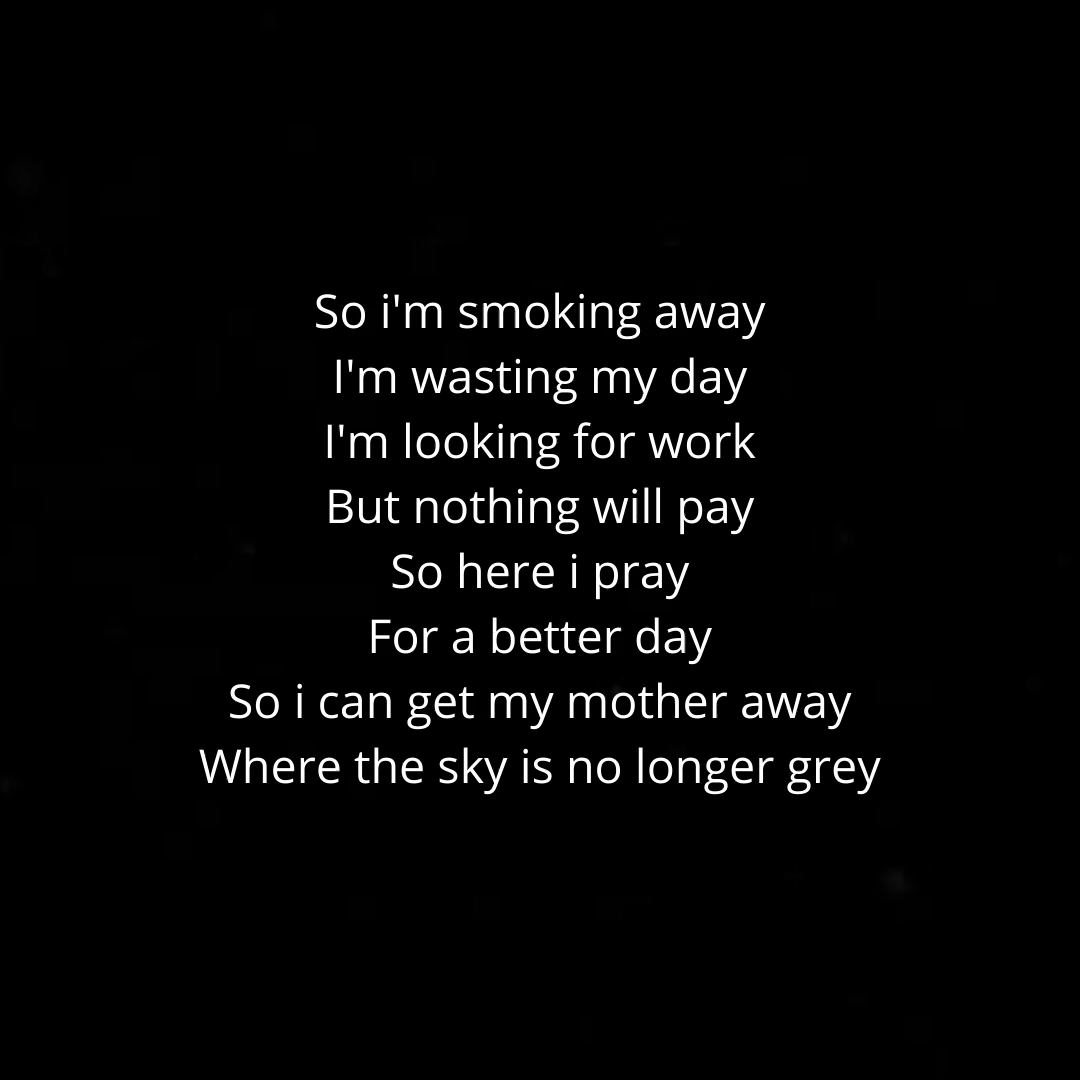 So i'm smoking away
I'm wasting my day
I'm looking for work
But nothing will pay
So here i pray
For a better day
So i can get my mother away
Where the sky is no longer grey